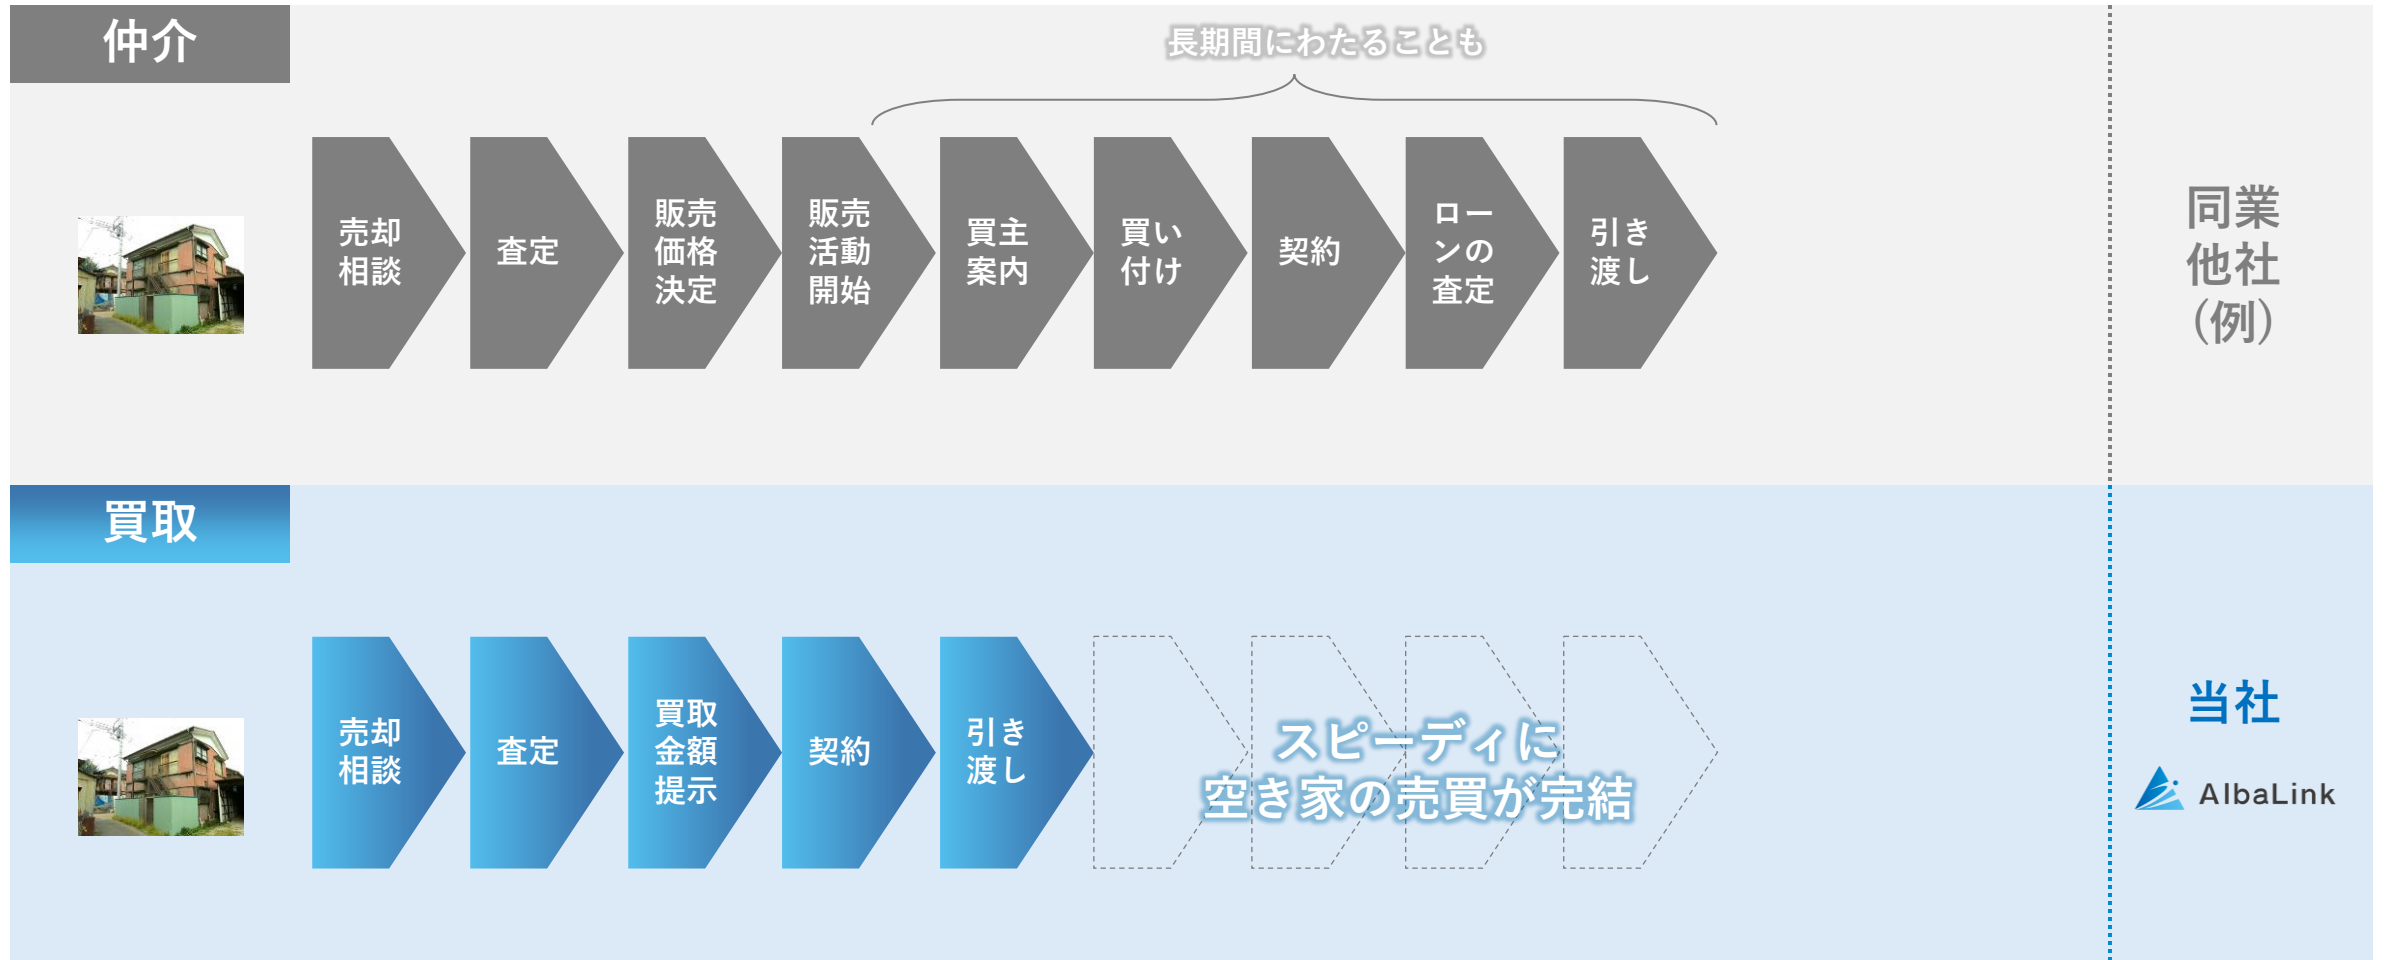 仲介
長期間にわたることも
売却
相談
査定
販売
価格
決定
販売
活動
開始
買主
案内
買い
付け
契約
ロー
ンの
査定
引き
渡し
同業
他社
(例)
買取
売却
相談
査定
買取
金額
提示
契約
引き
渡し
スピーディに
空き家の売買が完結
当社
AlbaLink